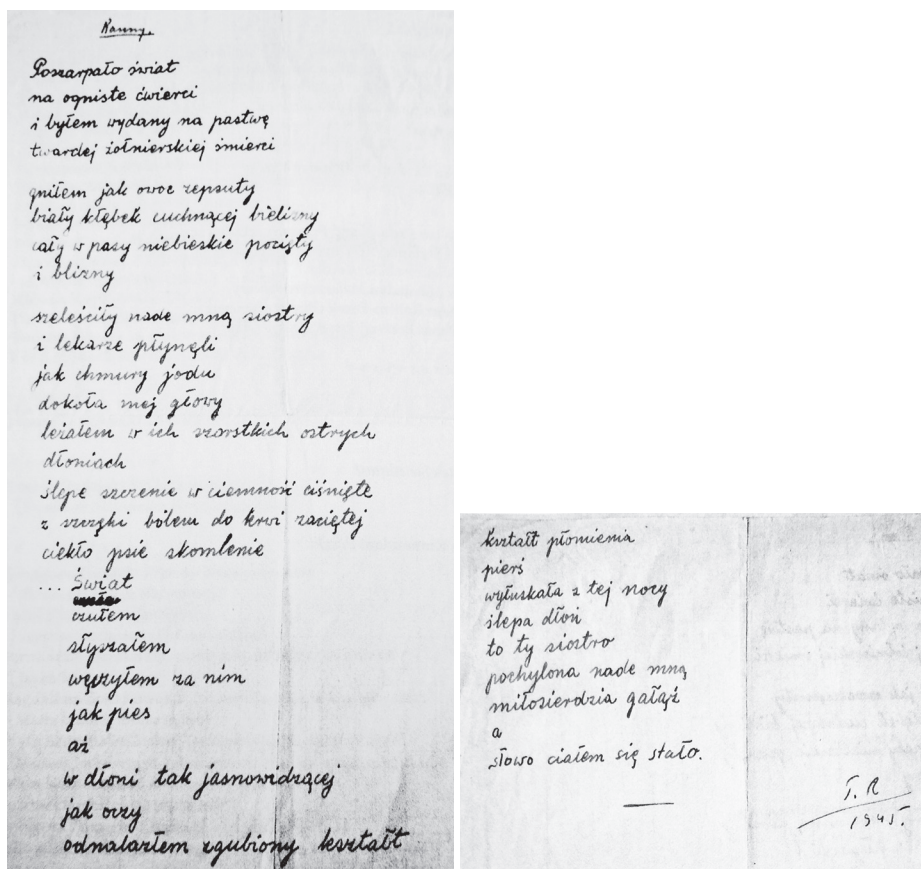 Ranny.
Poszarpało świat
na ogniste ćwierci
i byłem wydany na pastwę
twardej żołnierskiej śmierci
gniłem jak owoc zepsuty
biały kłębek cuchnącej bielizny
cały w pasy niebieskie pocięty
i blizny
szeleściły nade mną siostry
i lekarze płynęli
jak chmury jodu
dokoła mej głowy
leżałem w ich szorstkich ostrych
dłoniach
ślepe szczenie w ciemność ciśnięte
z szczęki bólem do krwi zaciętej
ciekło psie skomlenie
... Świat
czułem
słyszałem
węszyłem za nim
jak pies
aż
w dłoni tak jasnowidzącej
jak oczy
odnalazłem zgubiony kształt
kształt płomienia
pierś
wyłuskała z tej nocy
ślepa dłoń
to ty siostro
pochylona nade mną
miłosierdzia gałąź
a
słowo ciałem się stało.
T. R
1945.